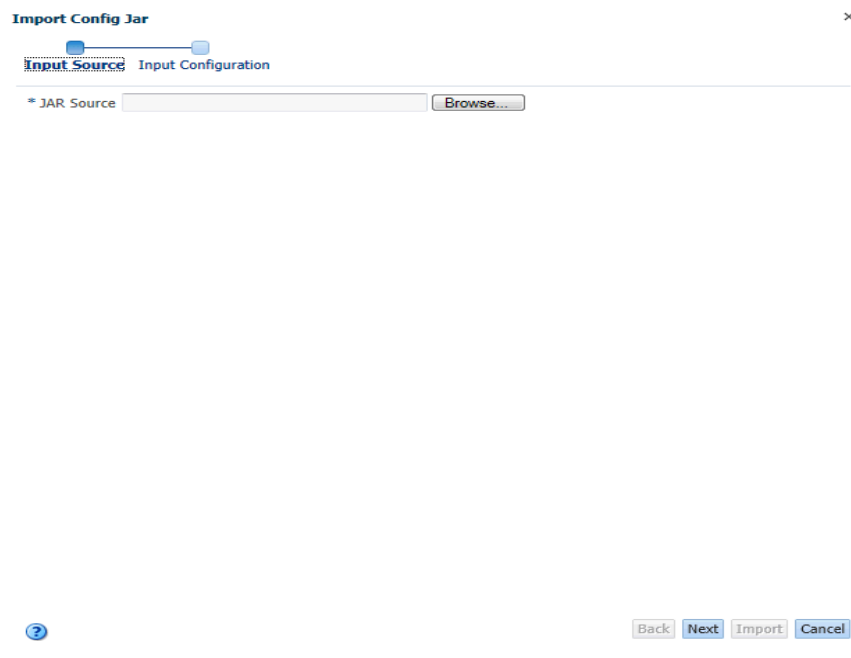 Import Config Jar
Input Source Input Configuration
* JAR Source Browse...
Back Next Import Cancel